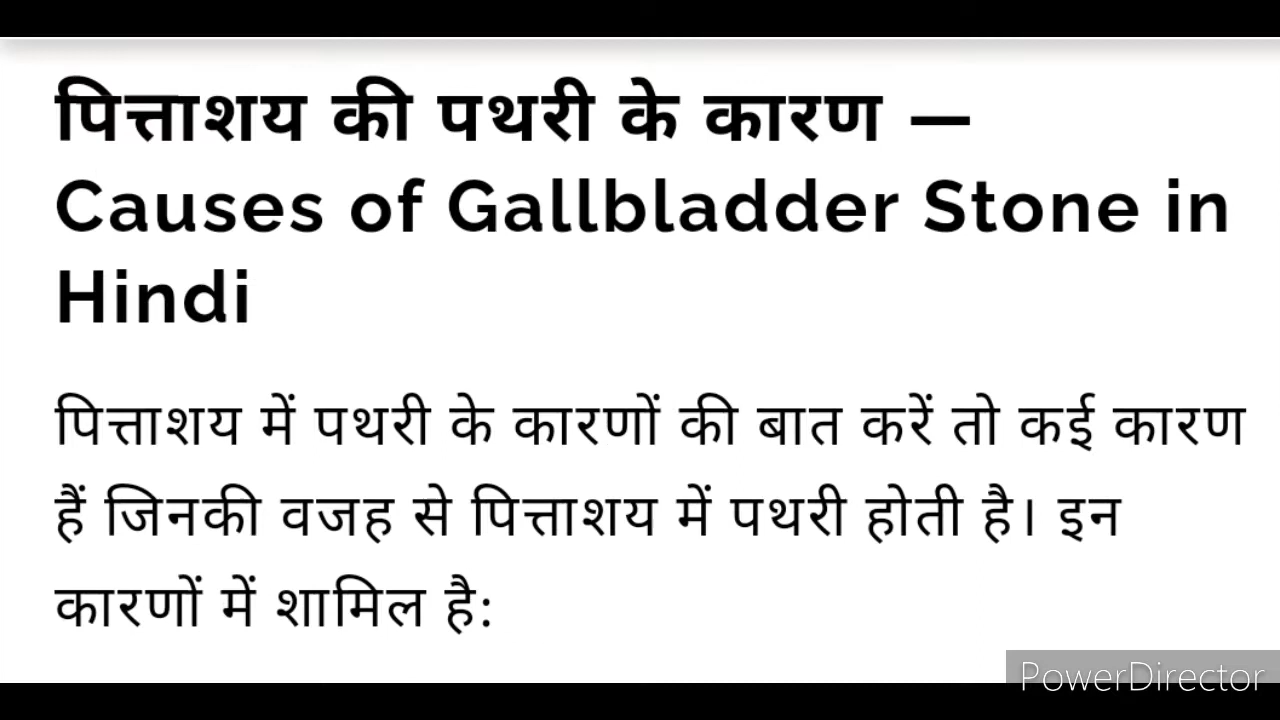 पित्ताशय की पथरी के कारण —
Causes of Gallbladder Stone in
Hindi
पित्ताशय में पथरी के कारणों की बात करें तो कई कारण
हैं जिनकी वजह से पित्ताशय में पथरी होती है। इन
कारणों में शामिल है:
PowerDirector